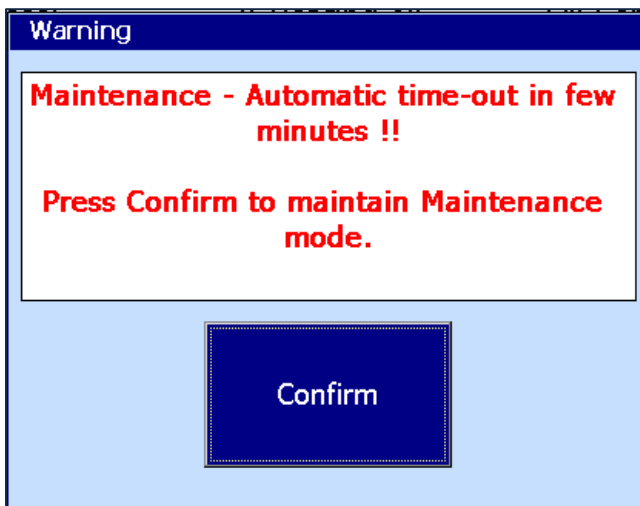 Warning
Maintenance - Automatic time-out in few
minutes !!
Press Confirm to maintain Maintenance
mode.
Confirm